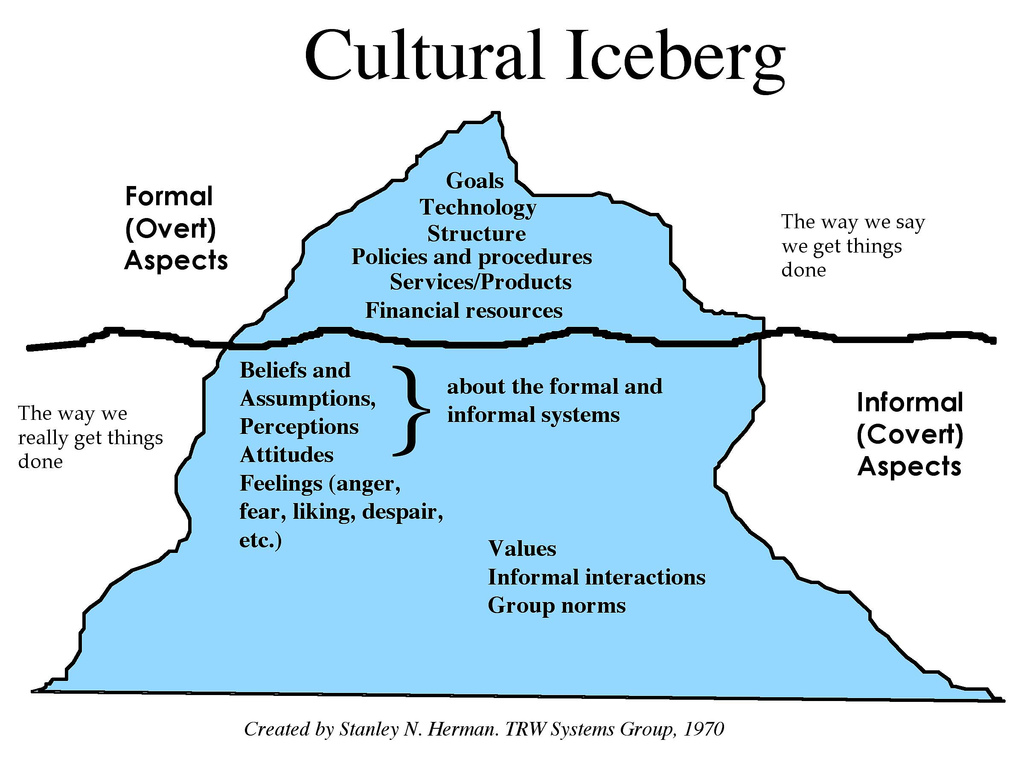 Cultural Iceberg
Formal
(Overt)
Aspects
Goals
Technology
Structure
Policies and procedures
Services/Products
Financial resources
The way we say
we get things
done
The way we
really get things
done
Beliefs and
Assumptions,
Perceptions
Attitudes
Feelings (anger,
fear, liking, despair,
etc.)
}
about the formal and
informal systems
Values
Informal interactions
Group norms
Informal
(Covert)
Aspects
Created by Stanley N. Herman. TRW Systems Group, 1970